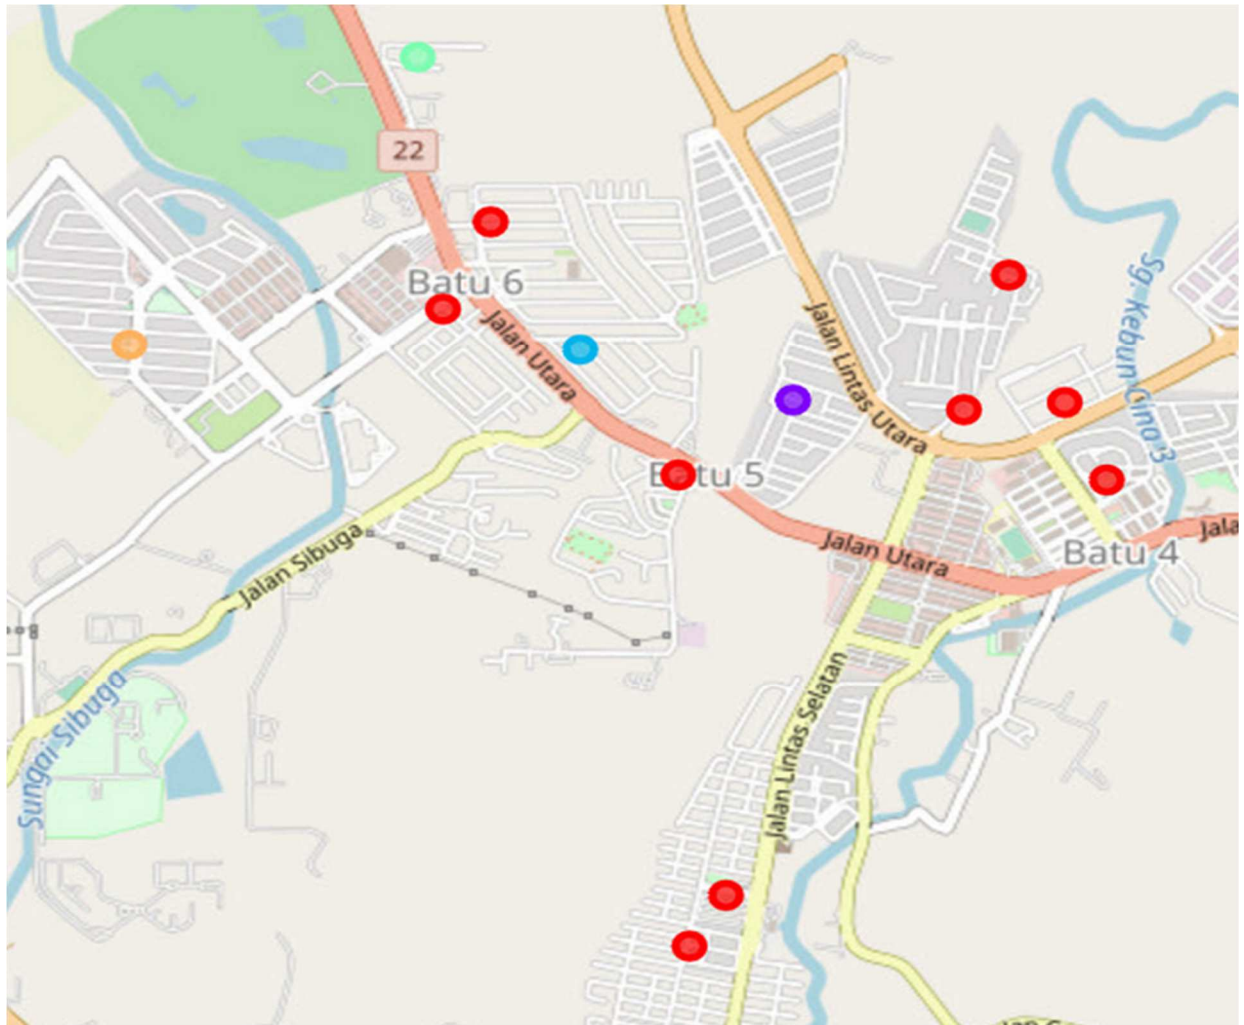 22
Batu 6
Jalan Utara
Jalan Lintas Utara
Sg. Kebun Cina 3
Batu 5
Jalan Utara
Batu 4
Jala
Jalan Sibuga
Sungai Sibuga
Jalan Lintas Selatan